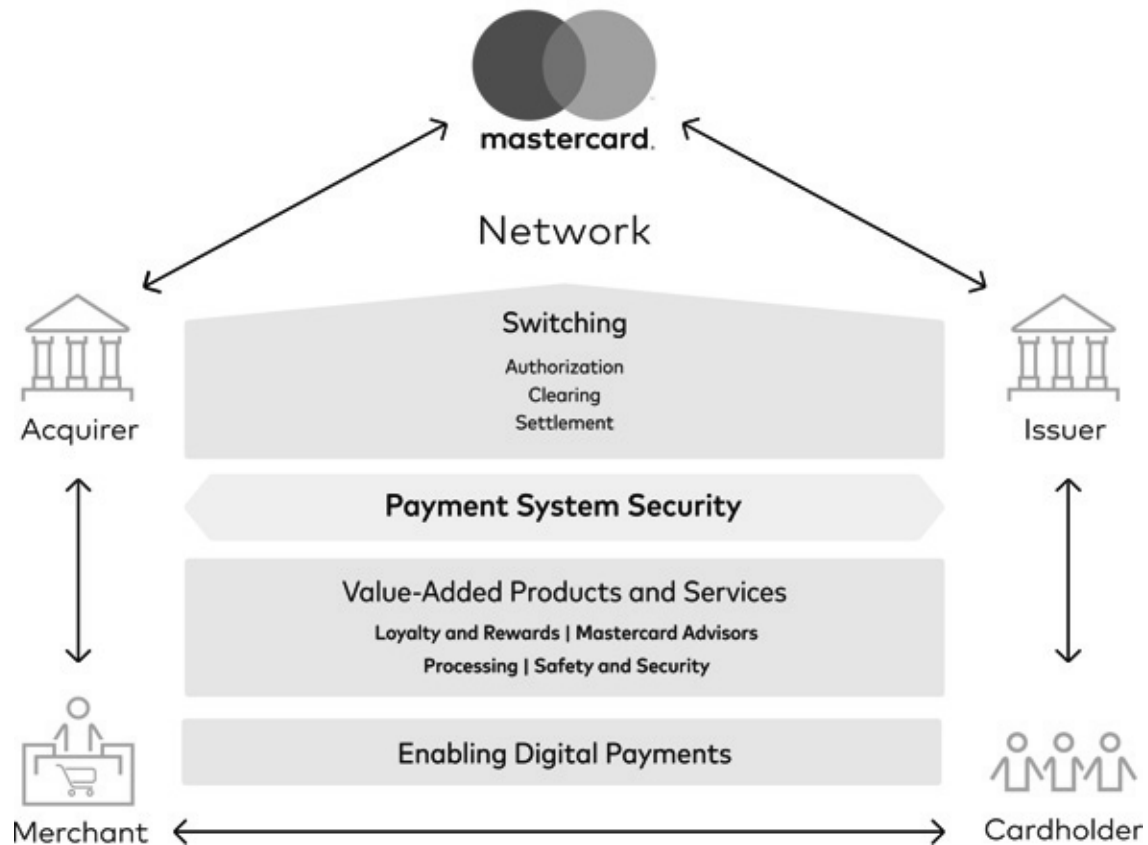 mastercard.
Network
Switching
Authorization
Clearing
Settlement
Acquirer
Issuer
Payment System Security
Value-Added Products and Services
Loyalty and Rewards | Mastercard Advisors
Processing | Safety and Security
Enabling Digital Payments
Merchant
Cardholder